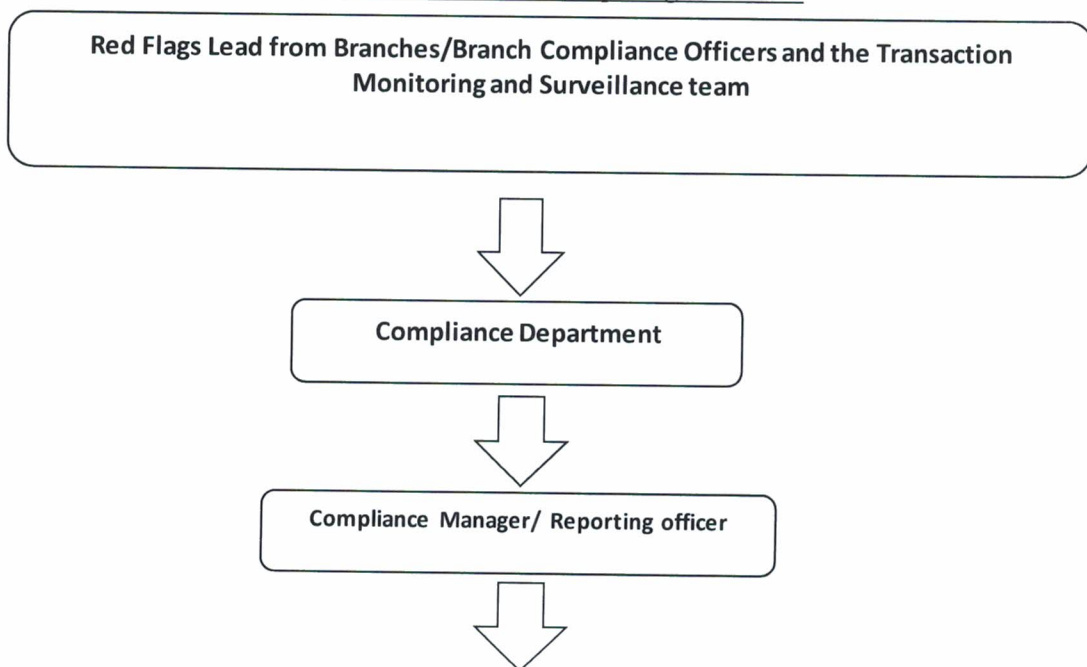 Red Flags Lead from Branches/Branch Compliance Officers and the Transaction
Monitoring and Surveillance team
Compliance Department
Compliance Manager/ Reporting officer